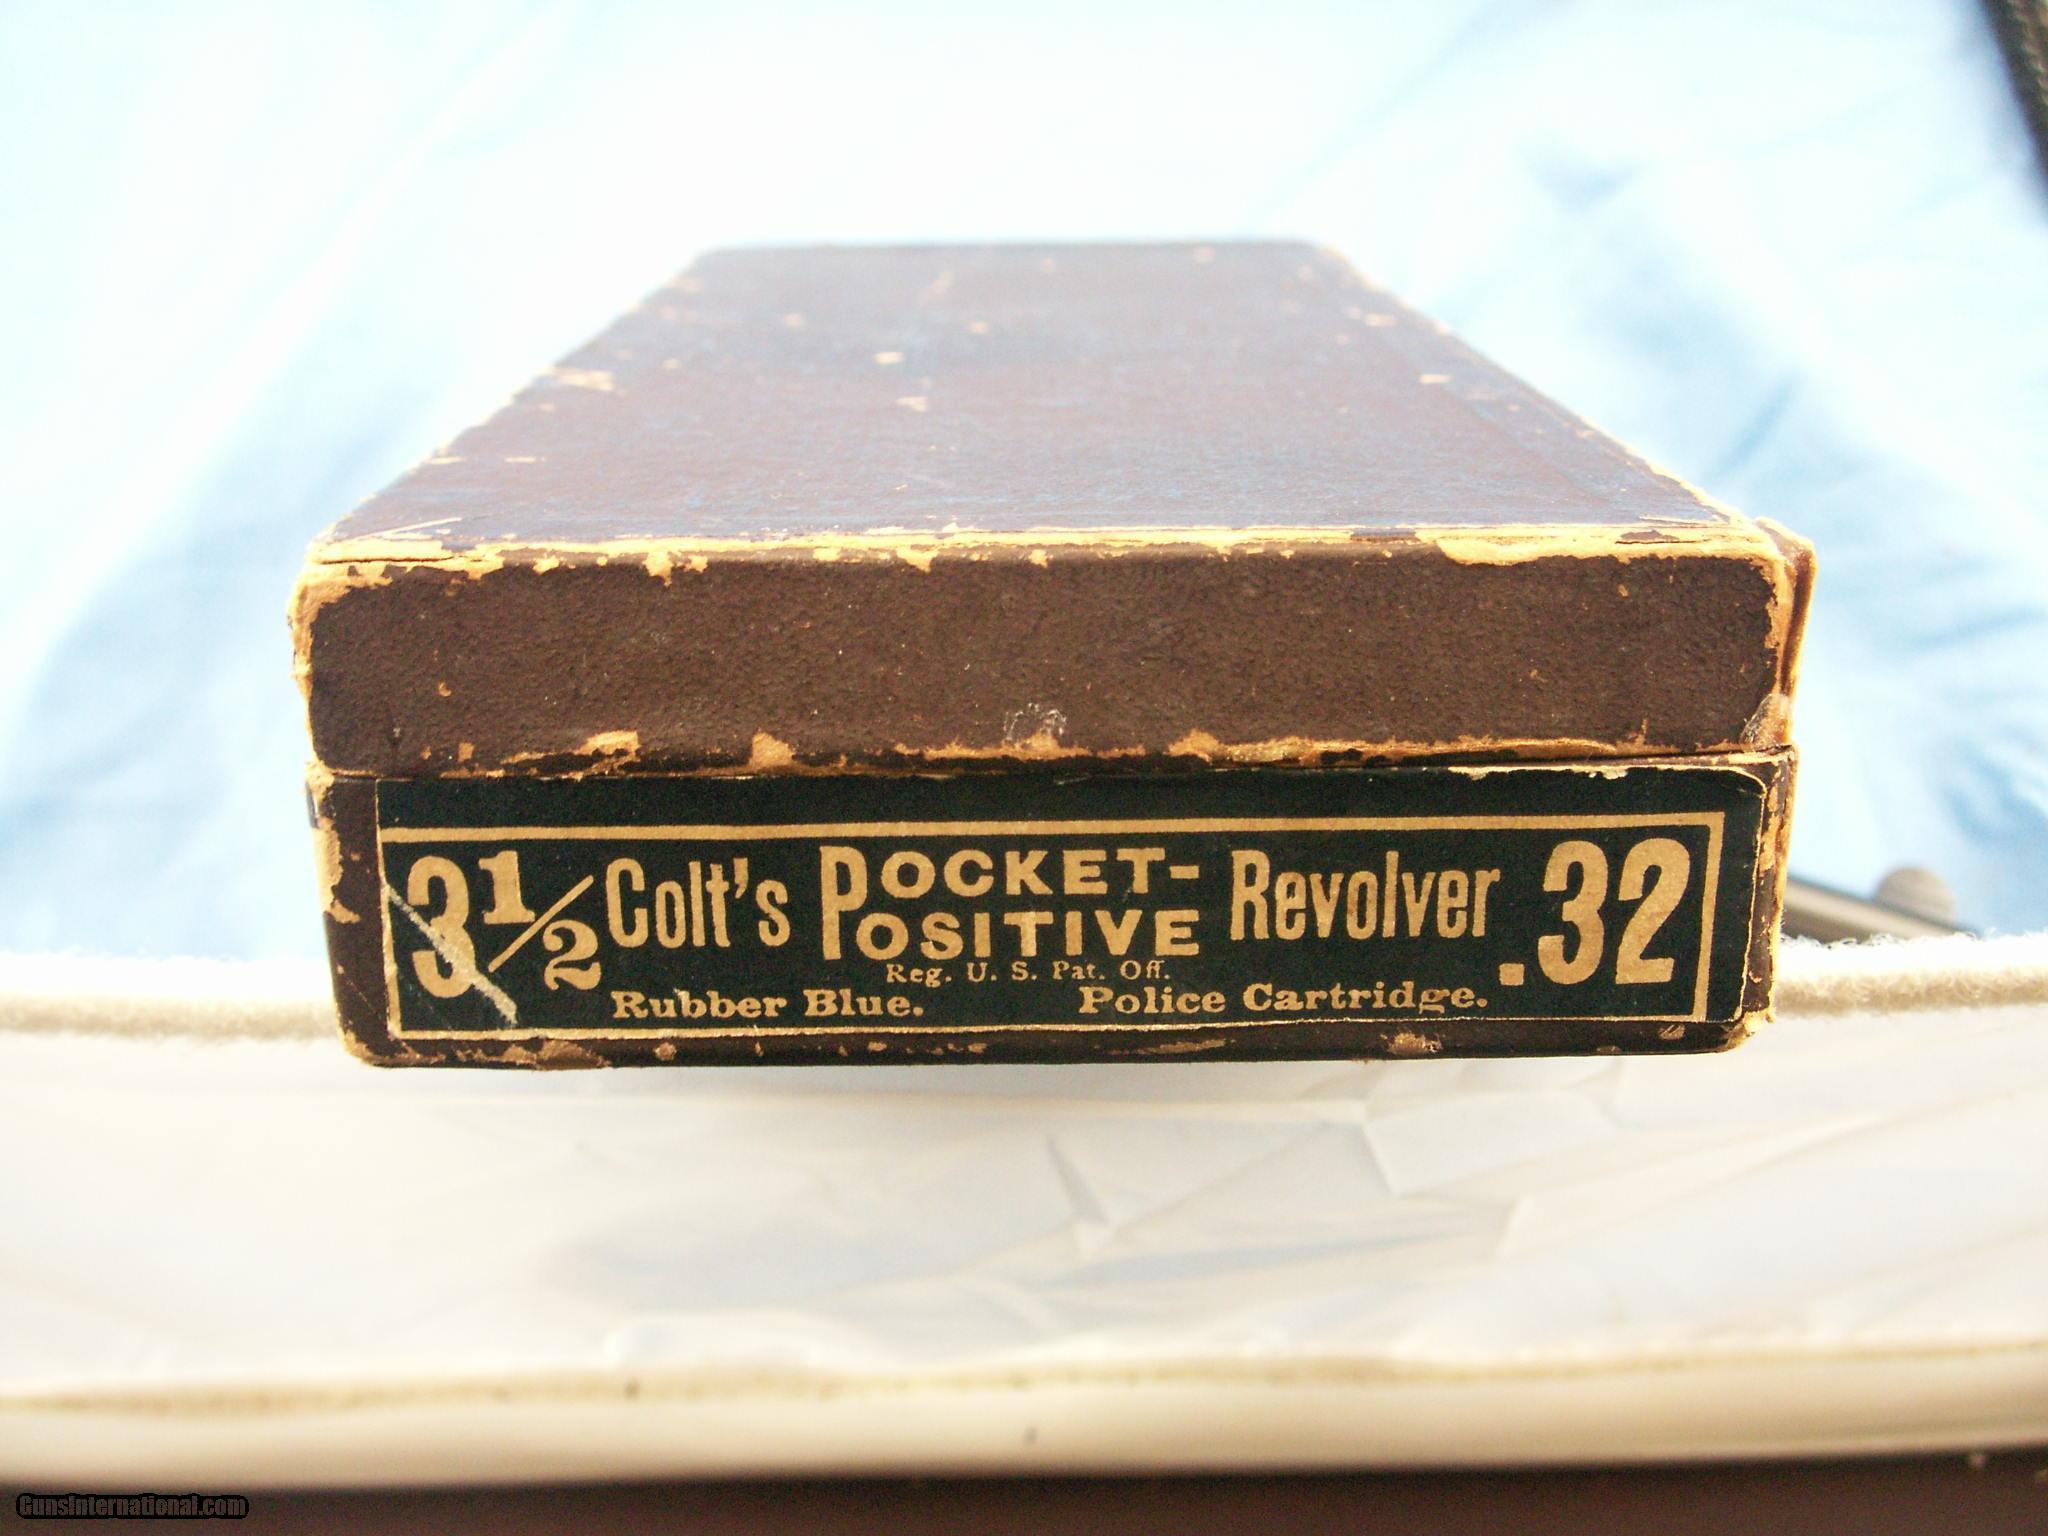 3½ Colt's POCKET-POSITIVE Revolver .32
Reg. U. S. Pat. Off.
Rubber Blue. Police Cartridge.
GunsInternational.com